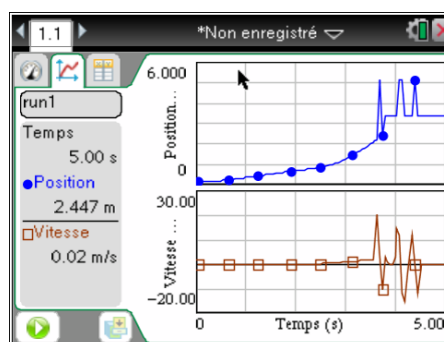 1.1 *Non enregistré
run1
Temps
5.00 s
Position
2.447 m
Vitesse
0.02 m/s
6.000
Position...
0
30.00
Vitesse ...
-20.00
0 Temps (s) 5.00